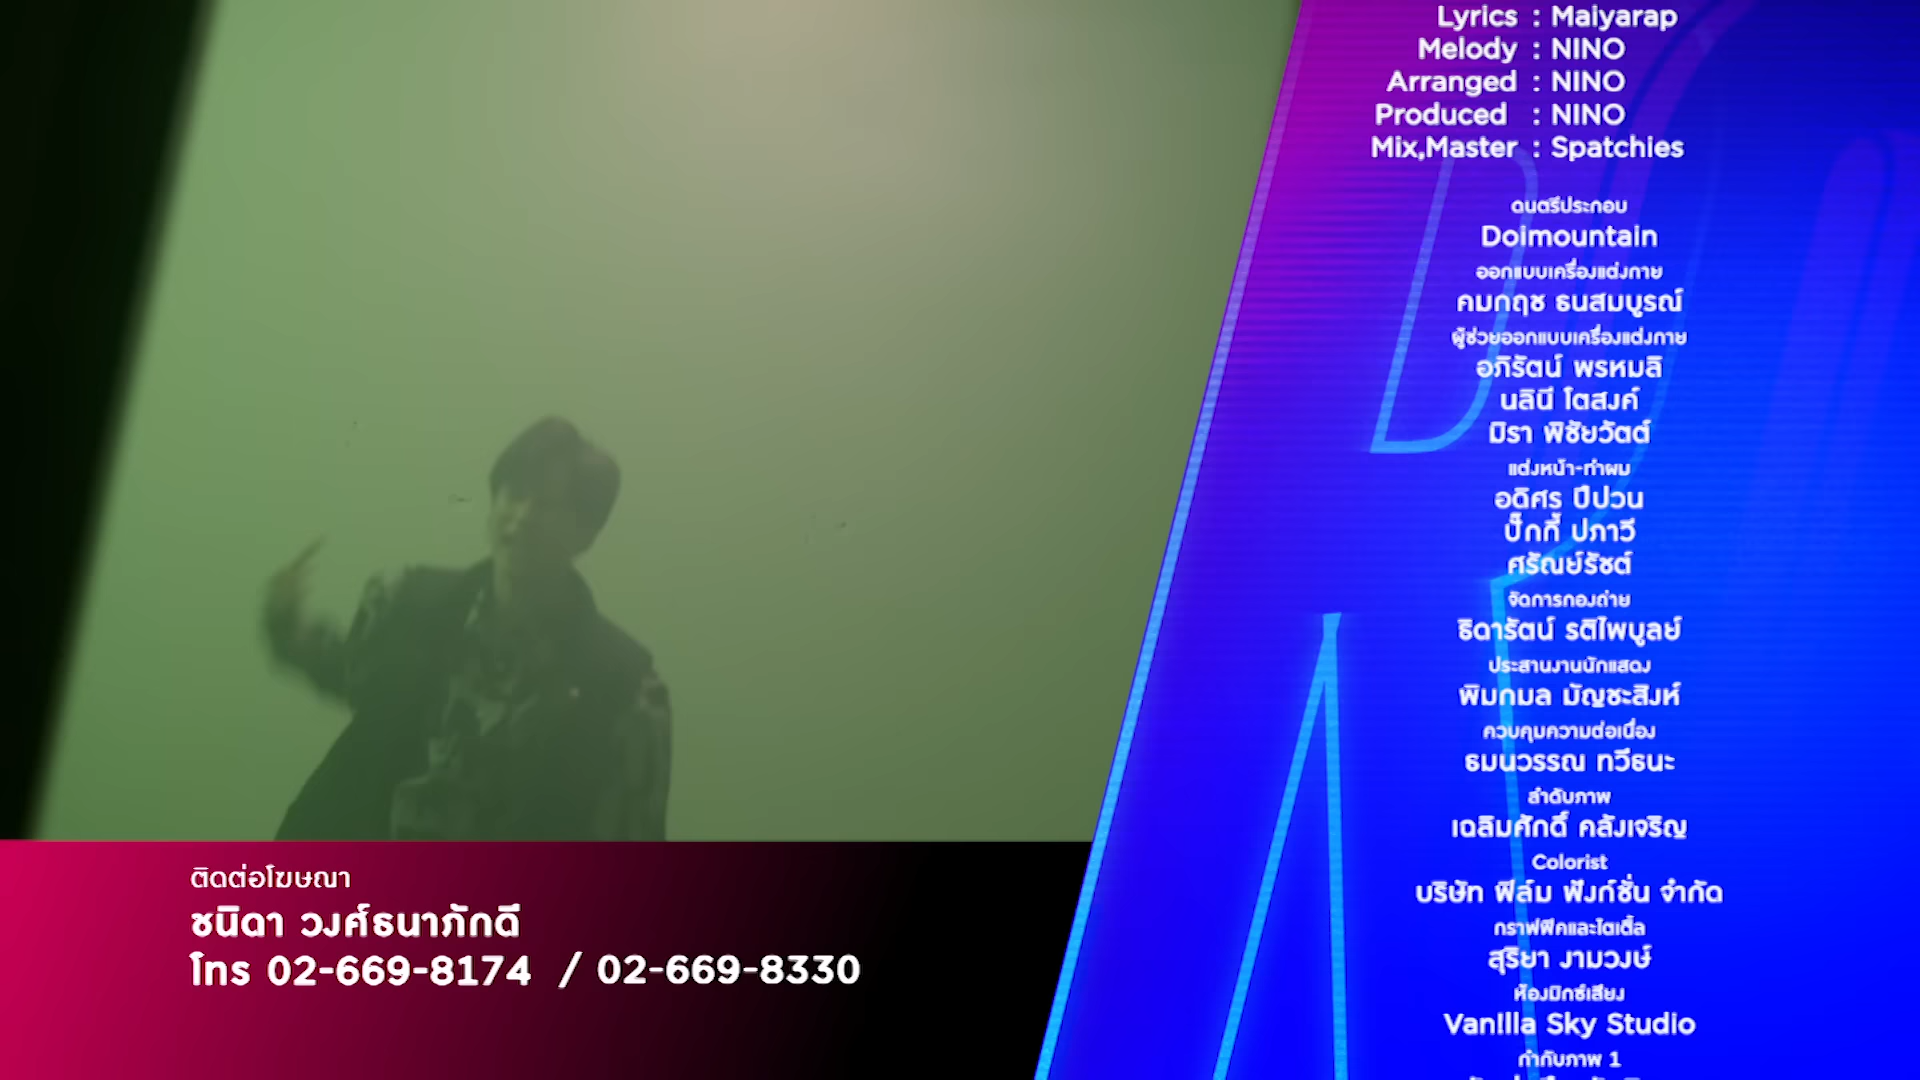 Lyrics : Maiyarap
Melody : NINO
Arranged : NINO
Produced : NINO
Mix,Master : Spatchies
ดนตรีประกอบ
Doimountain
ออกแบบเครื่องแต่งกาย
คมกฤช ธนสมบูรณ์
ผู้ช่วยออกแบบเครื่องแต่งกาย
อภิรัตน์ พรหมลิ
นลินี โตสงค์
มิรา พิชัยวัตต์
แต่งหน้า-ทำผม
อดิศร ปีปวน
ปั๊กกี้ ปภาวี
ศรัณย์รัชต์
จัดการกองถ่าย
ธิดารัตน์ รติไพบูลย์
ประสานงานนักแสดง
พิมกมล มัญชะสิงห์
ควบคุมความต่อเนื่อง
ธมนวรรณ ทวีธนะ
ลำดับภาพ
เฉลิมศักดิ์ คลังเจริญ
Colorist
บริษัท ฟิล์ม ฟังก์ชั่น จำกัด
กราฟฟิคและไตเติ้ล
สุริยา งามวงษ์
ห้องมิกซ์เสียง
Van!lla Sky Studio
กำกับภาพ 1
ติดต่อโฆษณา
ชนิดา วงศ์ธนาภักดี
โทร 02-669-8174 / 02-669-8330